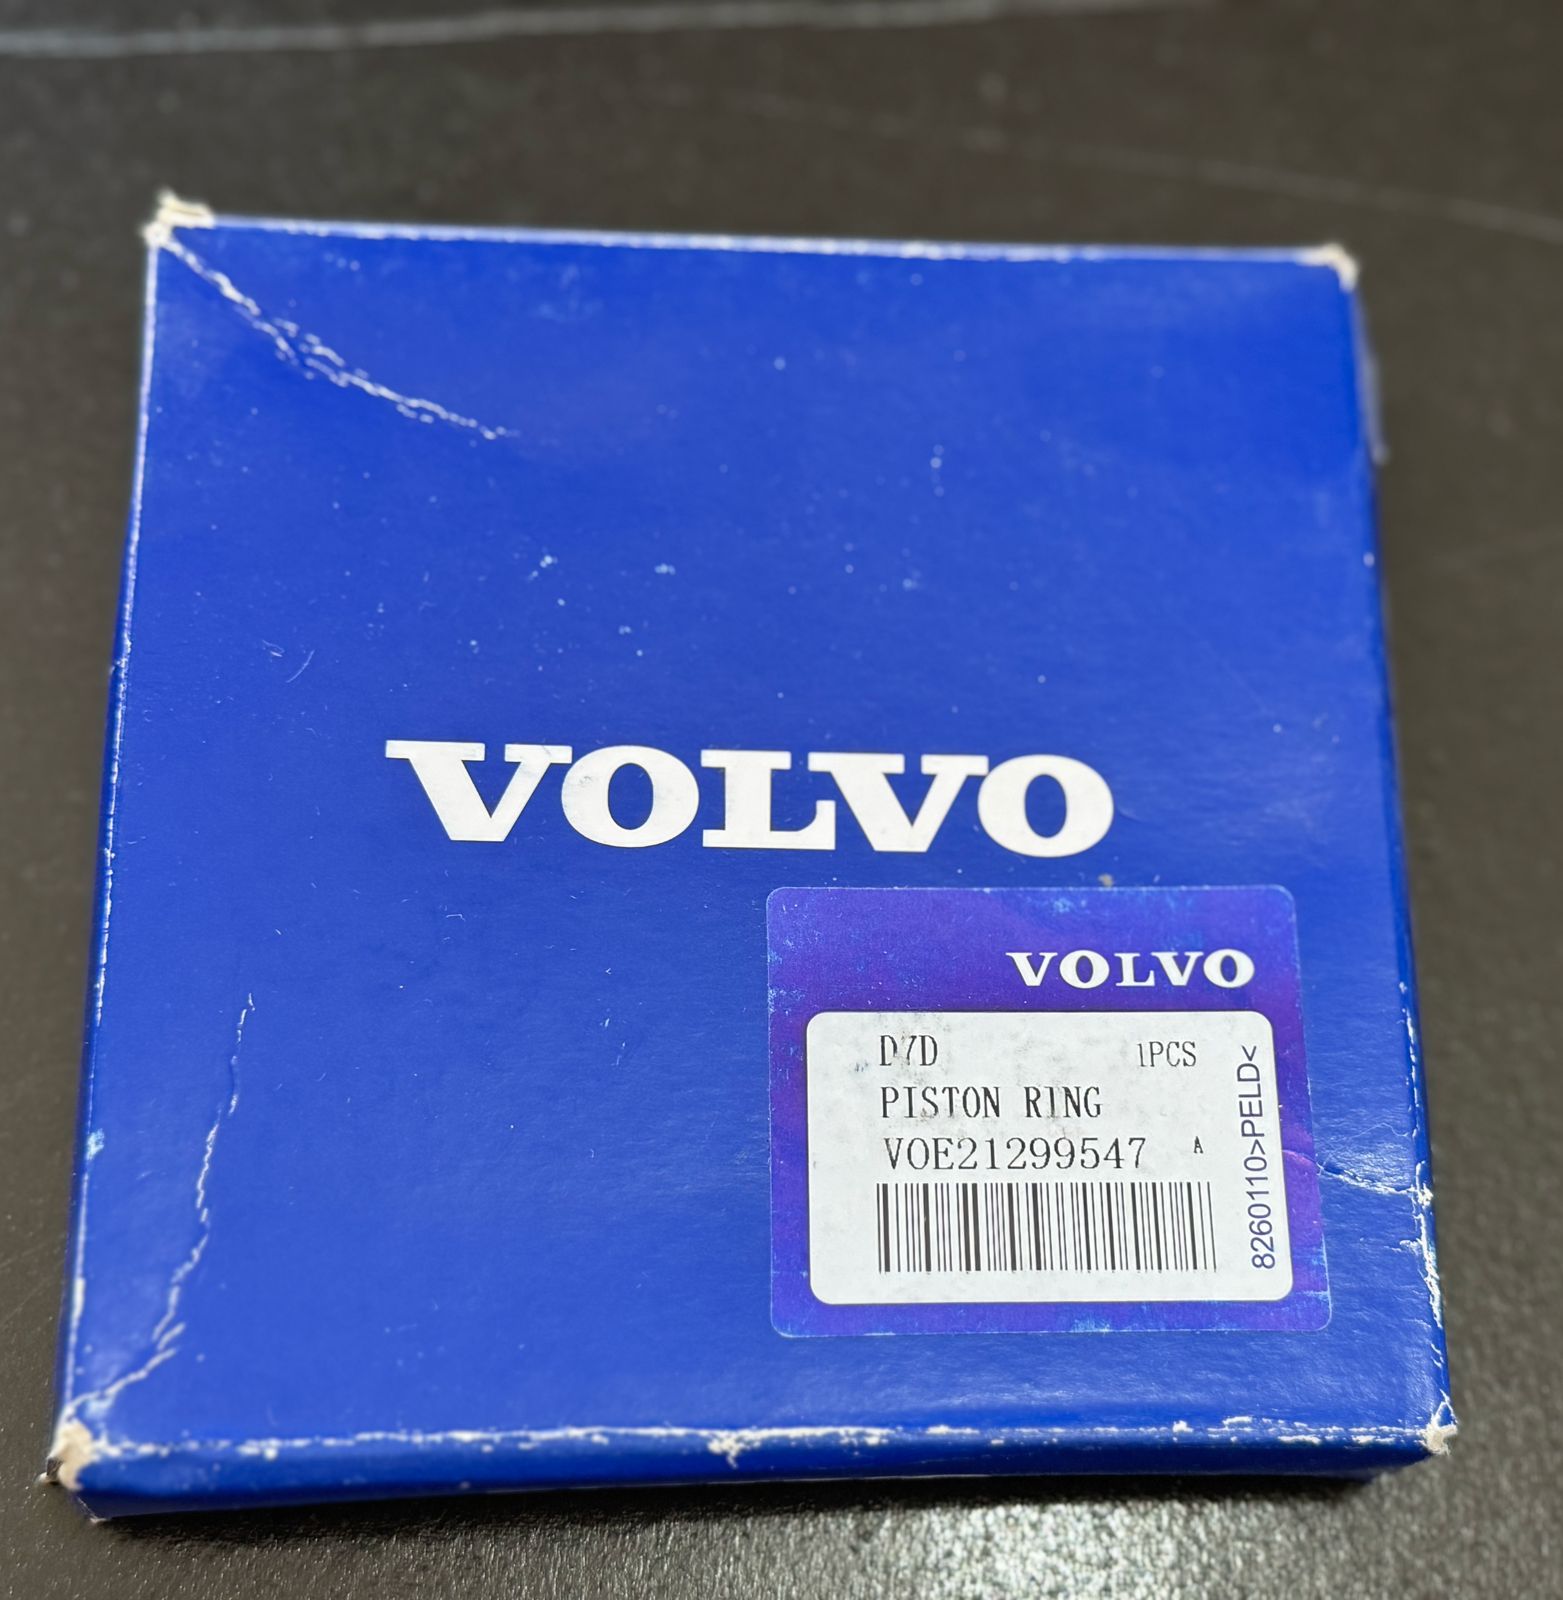 VOLVO
VOLVO
D7D 1PCS
PISTON RING
VOE21299547 A
8260110>PELD<